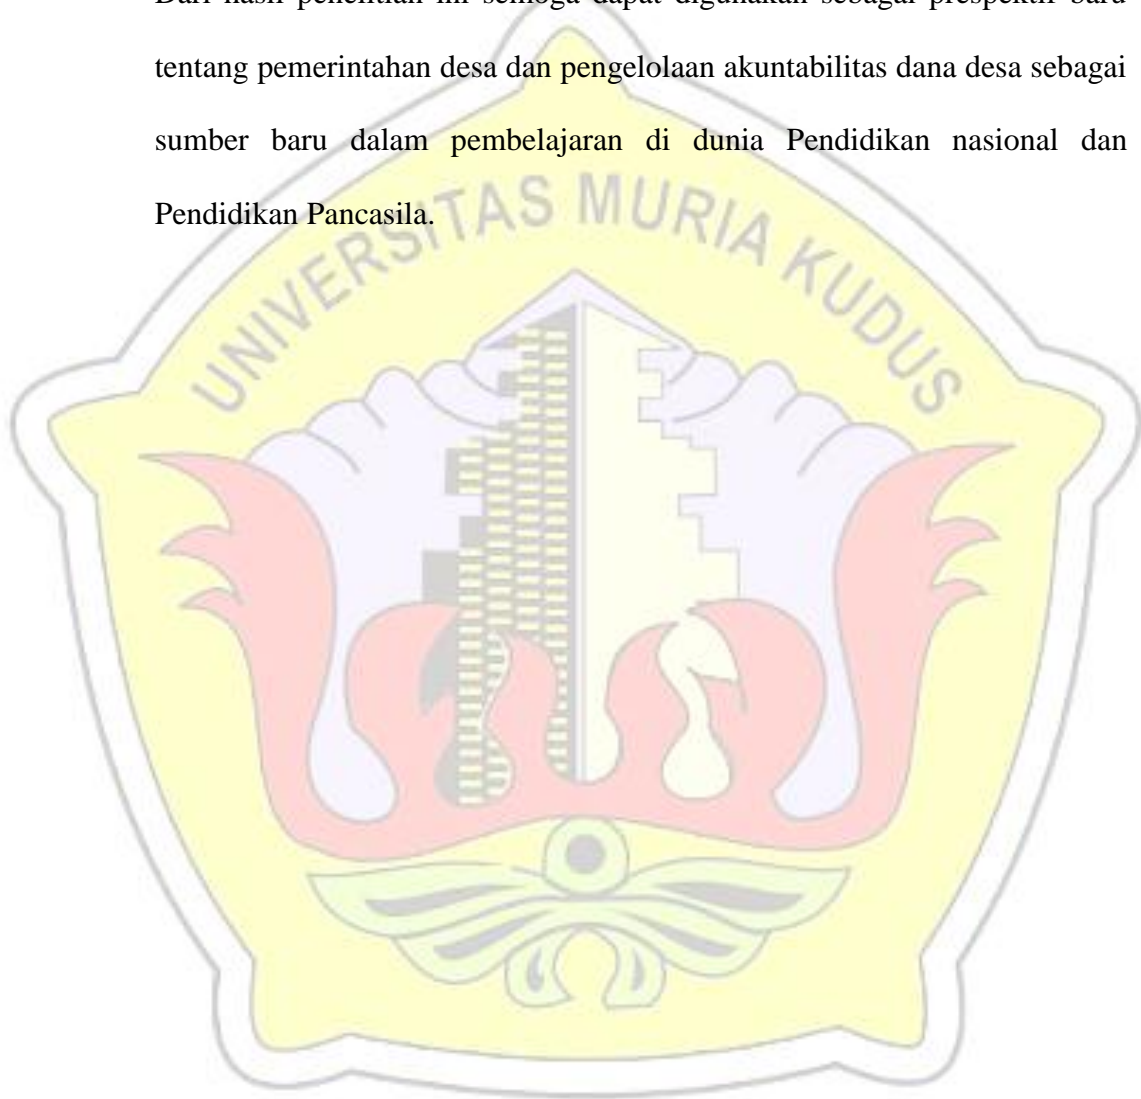 Dari hasil penelitian ini semoga dapat digunakan sebagai prespektif baru
tentang pemerintahan desa dan pengelolaan akuntabilitas dana desa sebagai
sumber baru dalam pembelajaran di dunia Pendidikan nasional dan
Pendidikan Pancasila.
UNIVERSITAS MURIA KUDUS